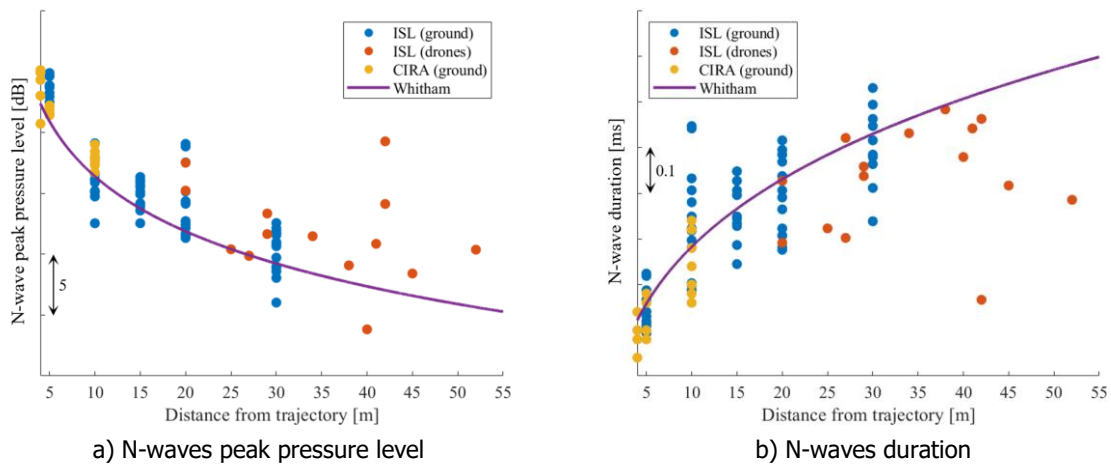 N-wave peak pressure level [dB]
ISL (ground)
ISL (drones)
CIRA (ground)
Whitham
5
5 10 15 20 25 30 35 40 45 50 55
Distance from trajectory [m]
a) N-waves peak pressure level
N-wave duration [ms]
ISL (ground)
ISL (drones)
CIRA (ground)
Whitham
0.1
5 10 15 20 25 30 35 40 45 50 55
Distance from trajectory [m]
b) N-waves duration